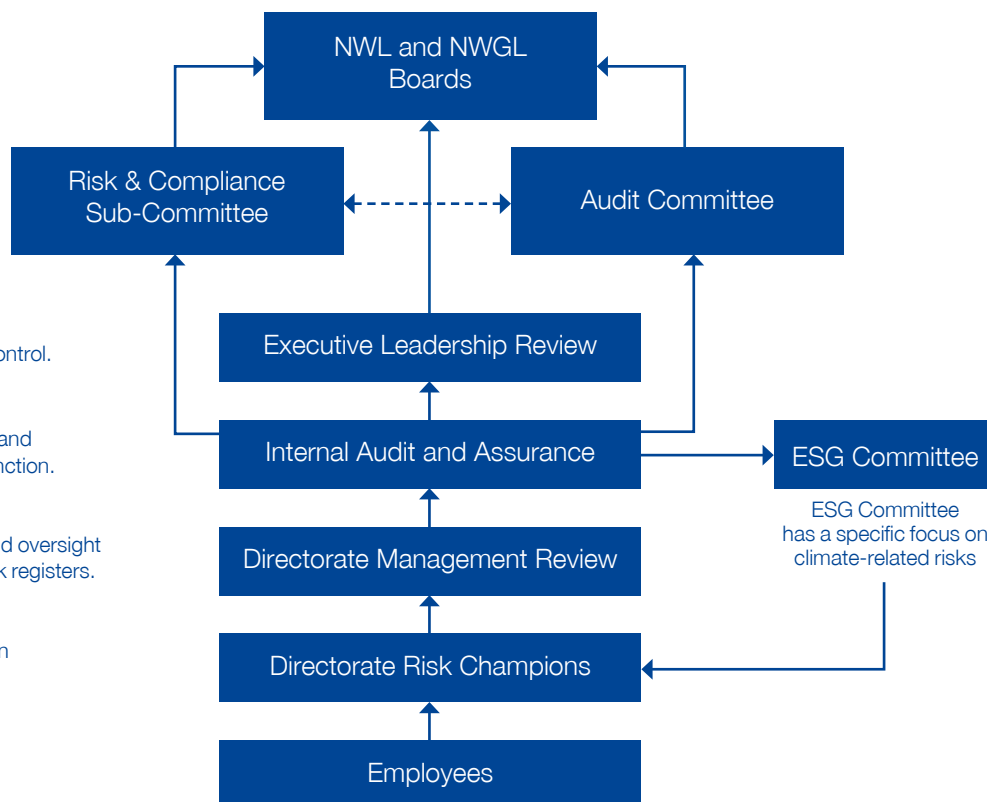 NWL and NWGL
Boards
Risk & Compliance
Sub-Committee
Audit Committee
Executive Leadership Review
Internal Audit and Assurance
ESG Committee
ESG Committee
has a specific focus on
climate-related risks
Directorate Management Review
Directorate Risk Champions
Employees
and
oversight
registers.